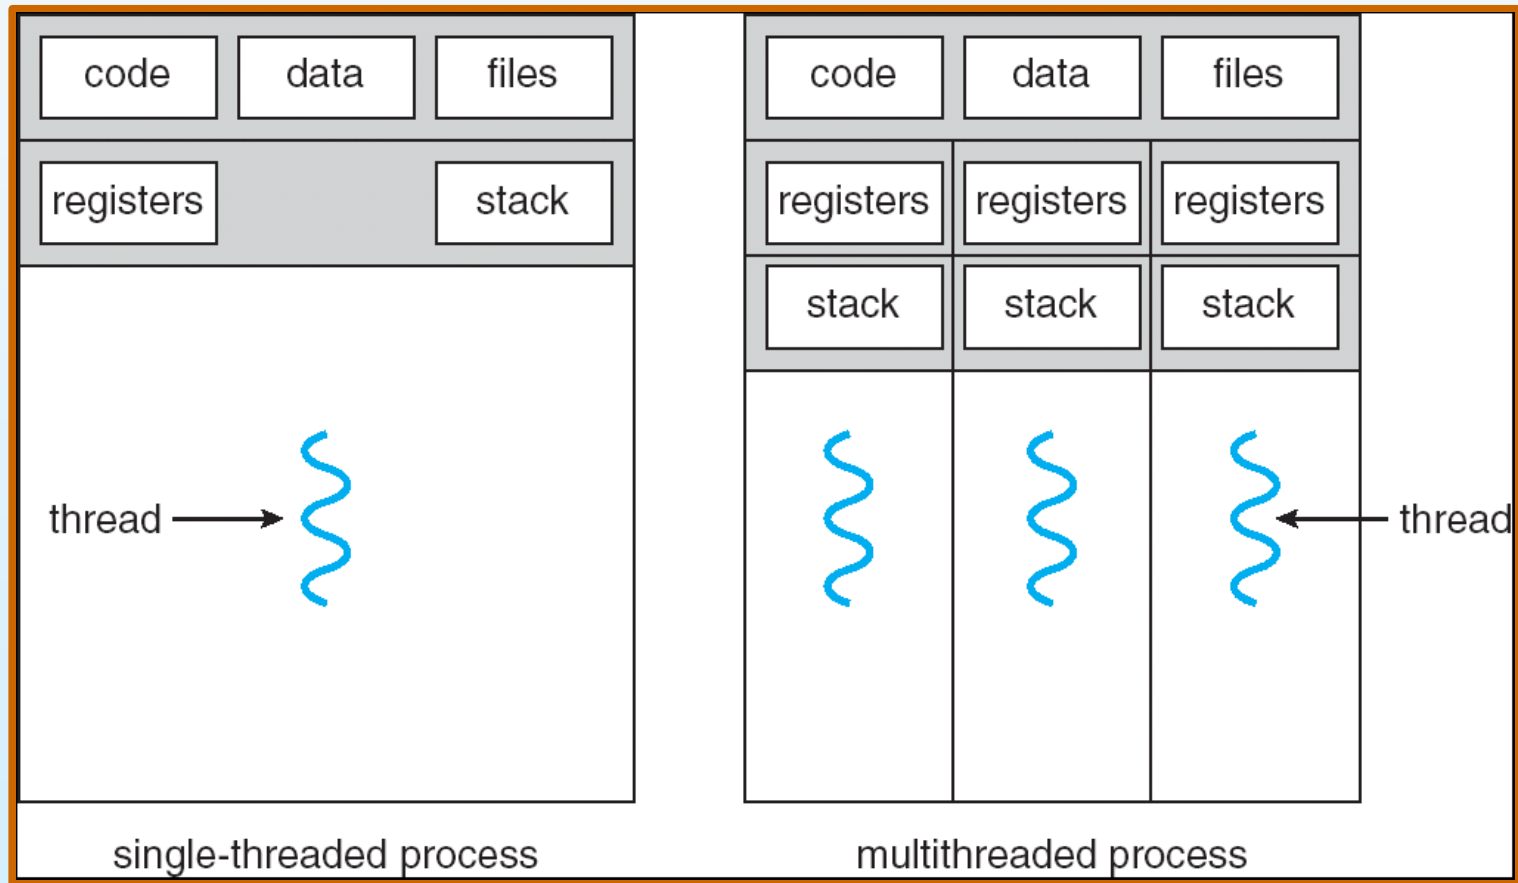 code data files
registers stack
thread
single-threaded process
code data files
registers registers registers
stack stack stack
thread
multithreaded process